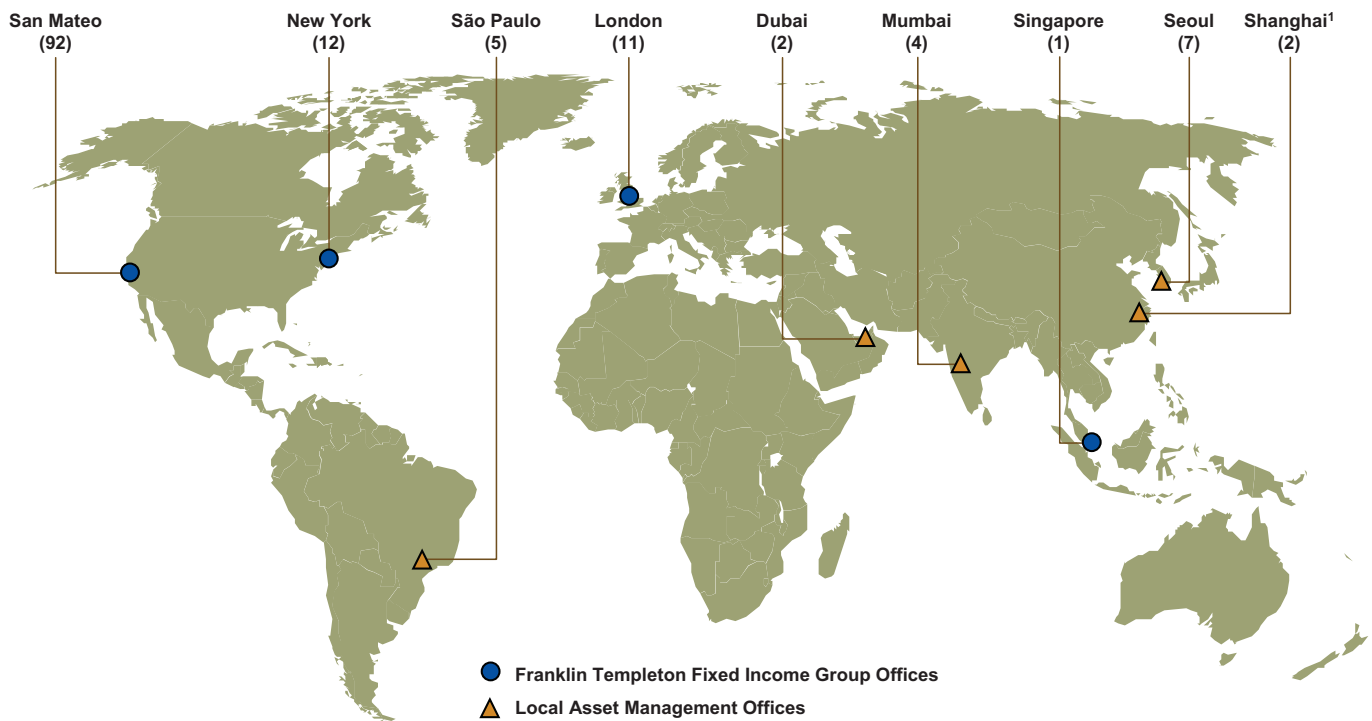 San Mateo
(92)
New York
(12)
São Paulo
(5)
London
(11)
Dubai
(2)
Mumbai
(4)
Singapore
(1)
Seoul
(7)
Shanghai¹
(2)
Franklin Templeton Fixed Income Group Offices
Local Asset Management Offices